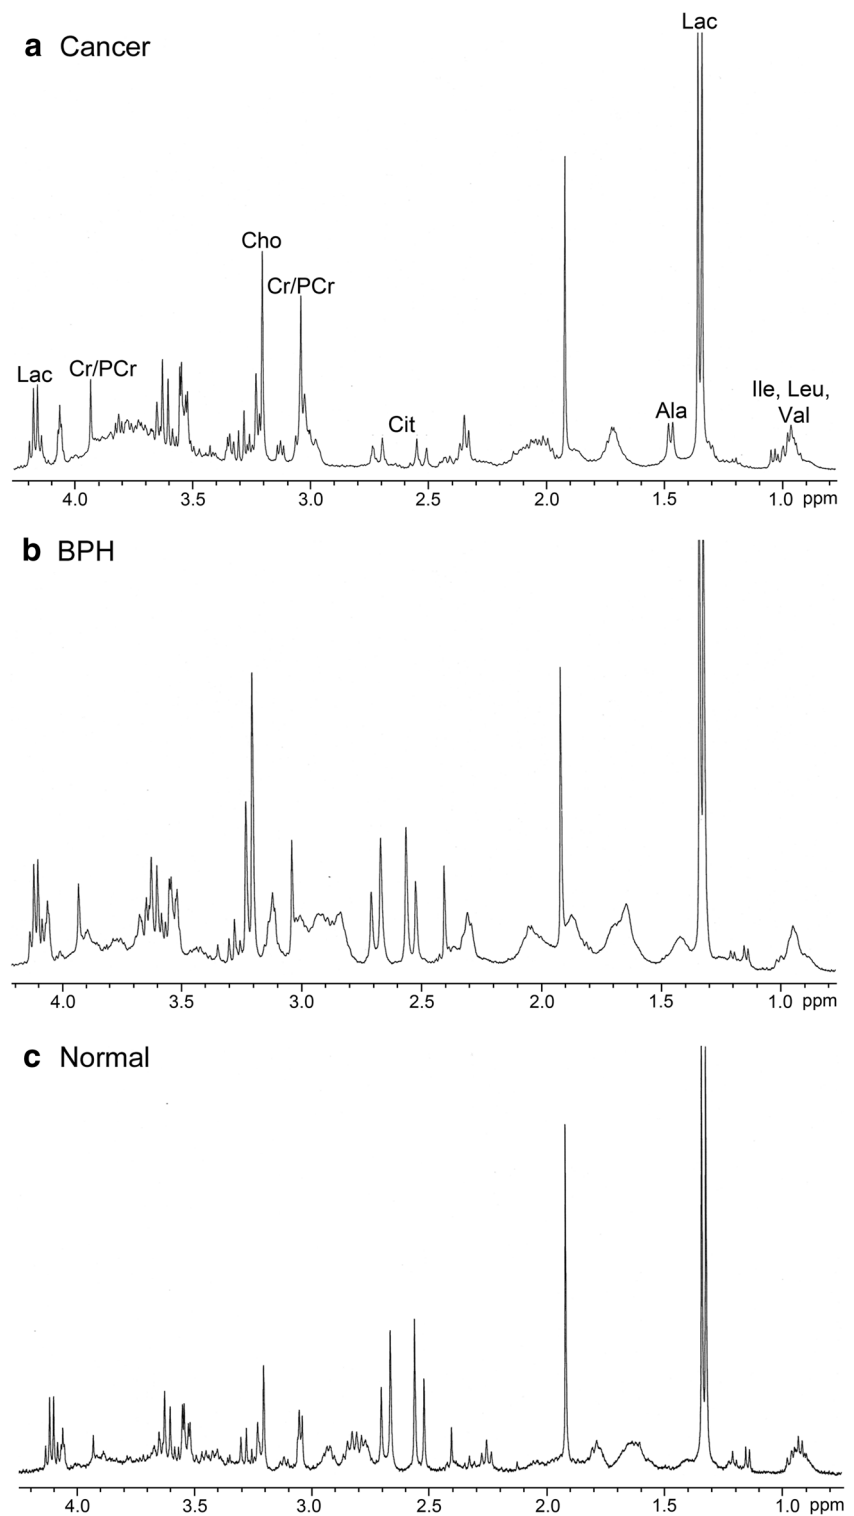 a Cancer
Lac
Cho
Cr/PCr
Lac
Cr/PCr
Cit
Ala
Ile, Leu,
Val
4.0 3.5 3.0 2.5 2.0 1.5 1.0 ppm
b BPH
4.0 3.5 3.0 2.5 2.0 1.5 1.0 ppm
c Normal
4.0 3.5 3.0 2.5 2.0 1.5 1.0 ppm